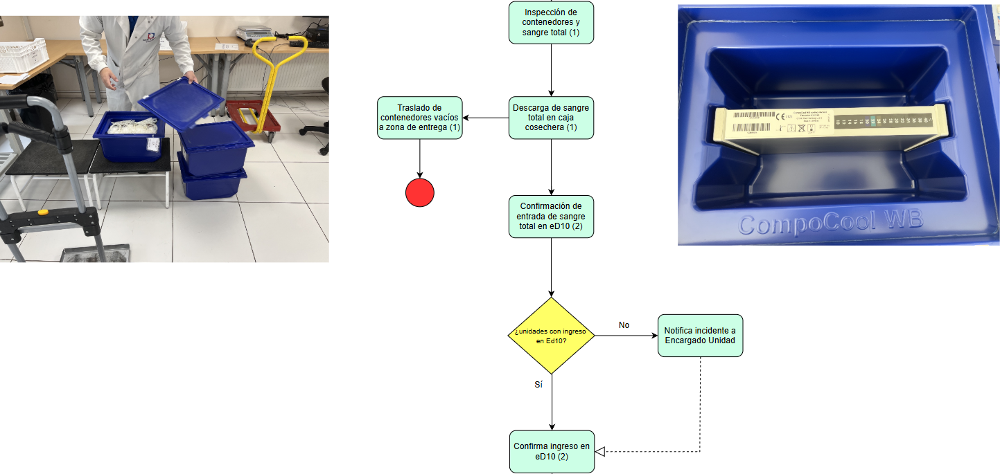 Inspección de
contenedores y
sangre total (1)
Traslado de
contenedores vacíos
a zona de entrega (1)
Descarga de sangre
total en caja
cosechera (1)
Confirmación de
entrada de sangre
total en eD10 (2)
CompoCool WB
¿unidades con ingreso
en Ed10?
No
Notifica incidente a
Encargado Unidad
Sí
Confirma ingreso en
eD10 (2)